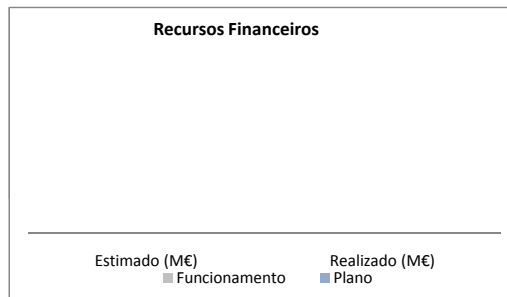 Recursos Financeiros
Estimado (M€) Realizado (M€)
Funcionamento Plano